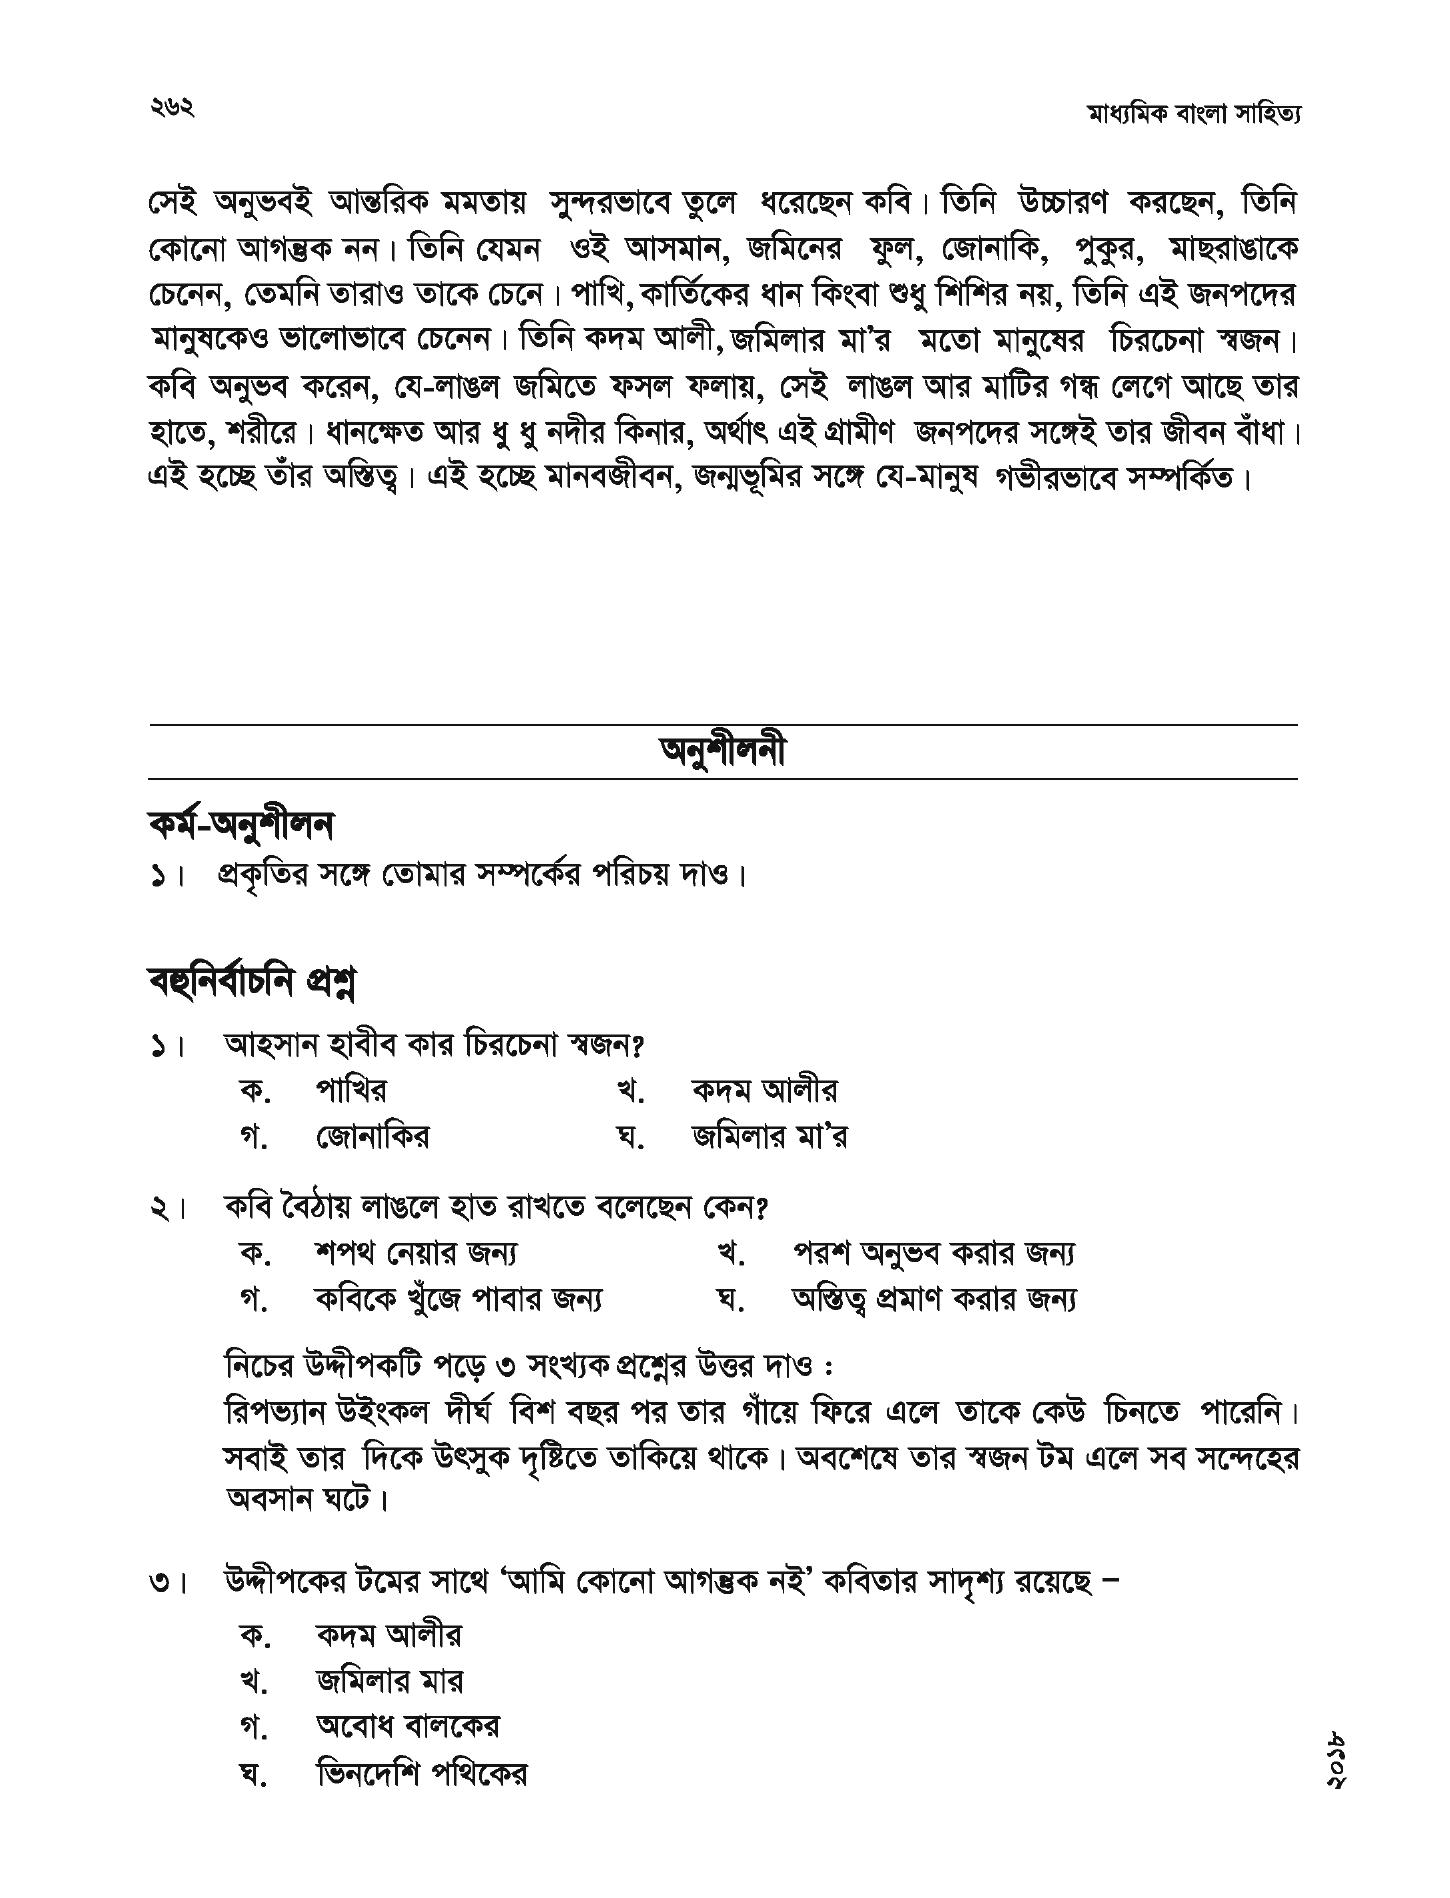 ২৬২
মাধ্যমিক বাংলা সাহিত্য
সেই অনুভবই আন্তরিক মমতায় সুন্দরভাবে তুলে ধরেছেন কবি। তিনি উচ্চারণ করছেন, তিনি
কোনো আগন্তুক নন। তিনি যেমন ওই আসমান, জমিনের ফুল, জোনাকি, পুকুর, মাছরাঙাকে
চেনেন, তেমনি তারাও তাকে চেনে। পাখি, কার্তিকের ধান কিংবা শুধু শিশির নয়, তিনি এই জনপদের
মানুষকেও ভালোভাবে চেনেন। তিনি কদম আলী, জমিলার মা’র মতো মানুষের চিরচেনা স্বজন।
কবি অনুভব করেন, যে-লাঙল জমিতে ফসল ফলায়, সেই লাঙল আর মাটির গন্ধ লেগে আছে তার
হাতে, শরীরে। ধানক্ষেত আর ধু ধু নদীর কিনার, অর্থাৎ এই গ্রামীণ জনপদের সঙ্গেই তার জীবন বাঁধা।
এই হচ্ছে তাঁর অস্তিত্ব। এই হচ্ছে মানবজীবন, জন্মভূমির সঙ্গে যে-মানুষ গভীরভাবে সম্পর্কিত।
অনুশীলনী
কর্ম-অনুশীলন
১। প্রকৃতির সঙ্গে তোমার সম্পর্কের পরিচয় দাও।
বহুনির্বাচনি প্রশ্ন
১। আহসান হাবীব কার চিরচেনা স্বজন?
ক. পাখির খ. কদম আলীর
গ. জোনাকির ঘ. জমিলার মা’র
২। কবি বৈঠায় লাঙলে হাত রাখতে বলেছেন কেন?
ক. শপথ নেয়ার জন্য খ. পরশ অনুভব করার জন্য
গ. কবিকে খুঁজে পাবার জন্য ঘ. অস্তিত্ব প্রমাণ করার জন্য
নিচের উদ্দীপকটি পড়ে ৩ সংখ্যক প্রশ্নের উত্তর দাও :
রিপভ্যান উইংকল দীর্ঘ বিশ বছর পর তার গাঁয়ে ফিরে এলে তাকে কেউ চিনতে পারেনি।
সবাই তার দিকে উৎসুক দৃষ্টিতে তাকিয়ে থাকে। অবশেষে তার স্বজন টম এলে সব সন্দেহের
অবসান ঘটে।
৩। উদ্দীপকের টমের সাথে ‘আমি কোনো আগন্তুক নই’ কবিতার সাদৃশ্য রয়েছে –
ক. কদম আলীর
খ. জমিলার মার
গ. অবোধ বালকের
ঘ. ভিনদেশি পথিকের
২০১৮